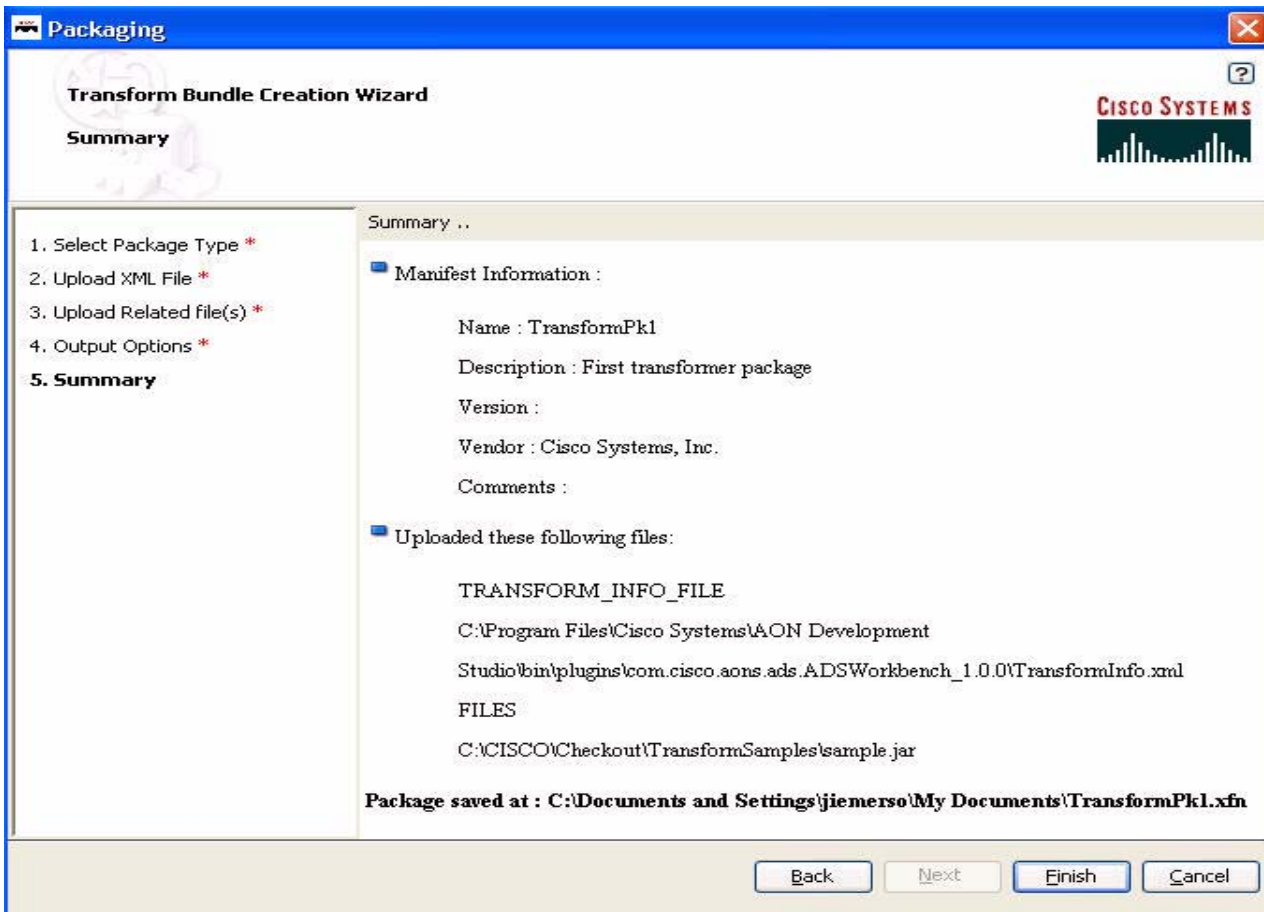 Packaging
Transform Bundle Creation Wizard
Summary
?
CISCO SYSTEMS
1. Select Package Type *
2. Upload XML File *
3. Upload Related file(s) *
4. Output Options *
5. Summary
Summary ..
Manifest Information :
Name : TransformPk1
Description : First transformer package
Version :
Vendor : Cisco Systems, Inc.
Comments :
Uploaded these following files:
TRANSFORM_INFO_FILE
C:\Program Files\Cisco Systems\AON Development
Studio\bin\plugins\com.cisco.aons.ads.ADSWorkbench_1.0.0\TransformInfo.xml
FILES
C:\CISCO\Checkout\TransformSamples\sample.jar
Package saved at : C:\Documents and Settings\jiemerso\My Documents\TransformPk1.xfn
Back
Next
Finish
Cancel